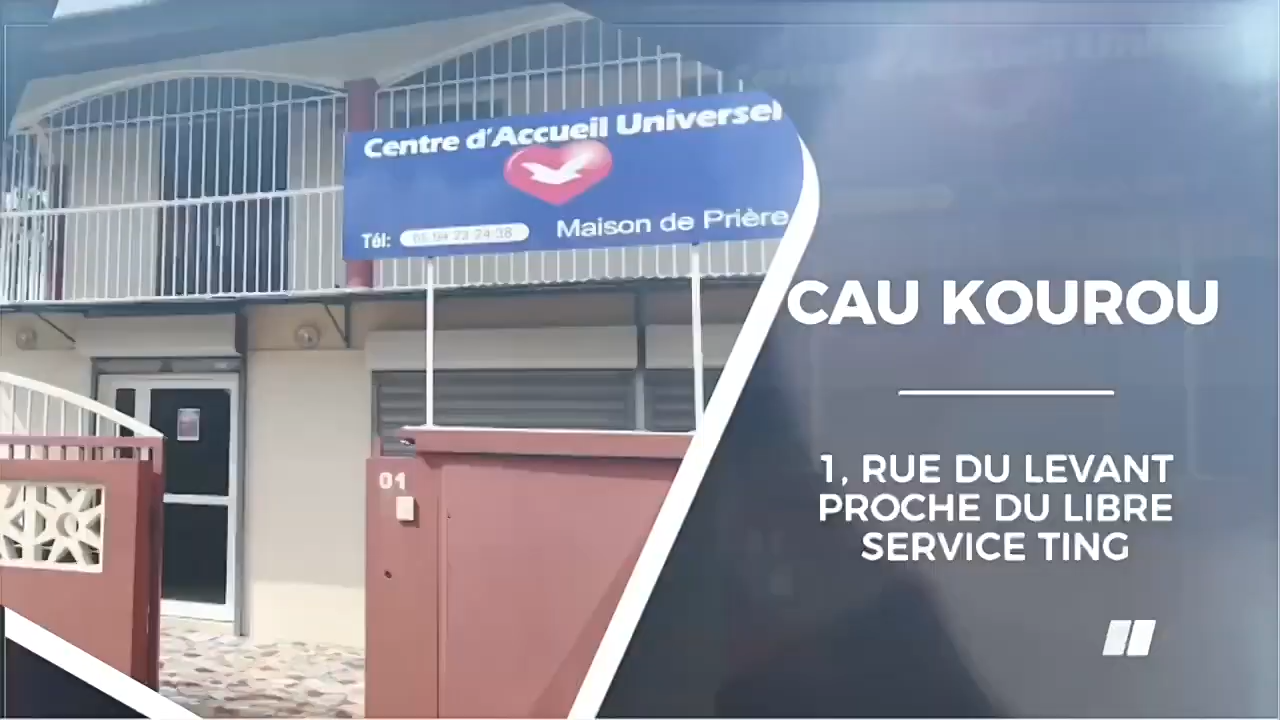 Centre d'Accueil Universel
Tél:
Maison de Prière
01
CAU KOUROU
1, RUE DU LEVANT
PROCHE DU LIBRE
SERVICE TING